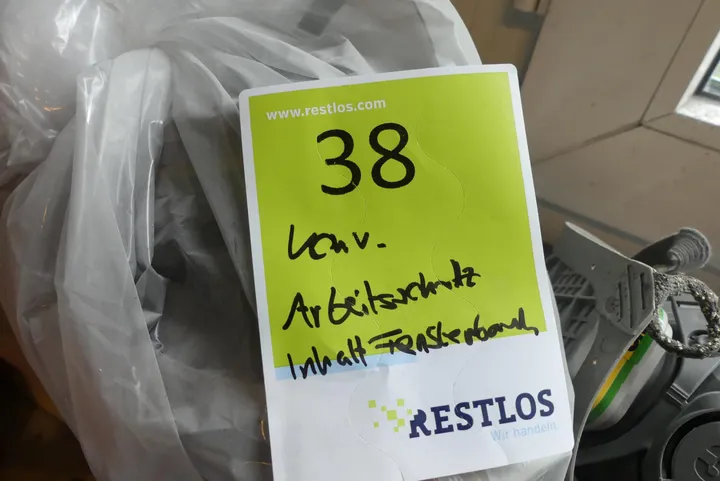 www.restlos.com
38
Konv.
Arbeitsschutz
Inhalt Fensterbank
RESTLOS
Wir handeln